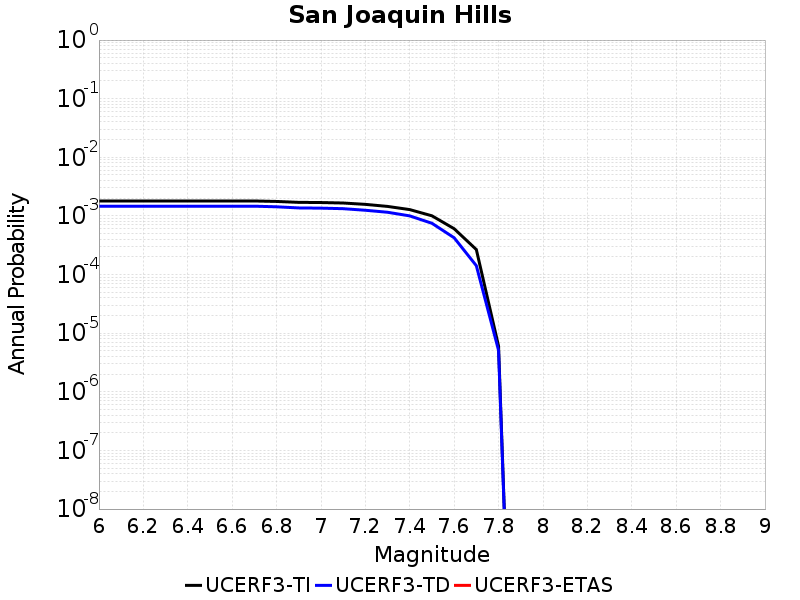 San Joaquin Hills
10^0
10^-1
10^-2
10^-3
10^-4
10^-5
10^-6
10^-7
10^-8
Annual Probability
6 6.2 6.4 6.6 6.8 7 7.2 7.4 7.6 7.8 8 8.2 8.4 8.6 8.8 9
Magnitude
UCERF3-TI UCERF3-TD UCERF3-ETAS